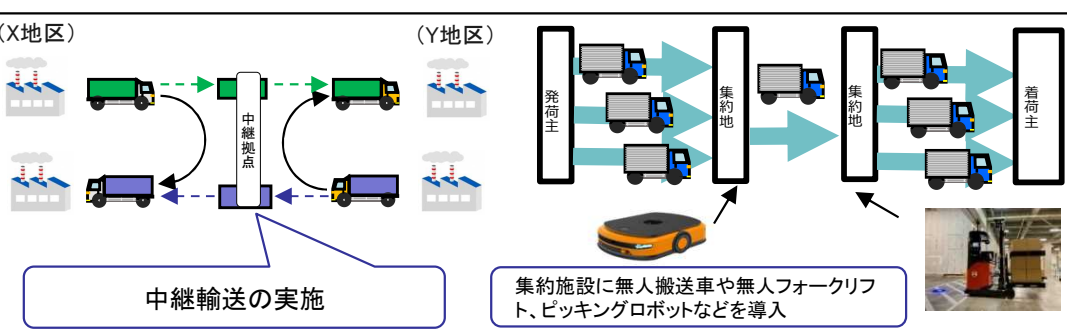 （X地区）
（Y地区）
中継拠点
中継輸送の実施
発荷主
集約地
集約地
着荷主
集約施設に無人搬送車や無人フォークリフ
ト、ピッキングロボットなどを導入